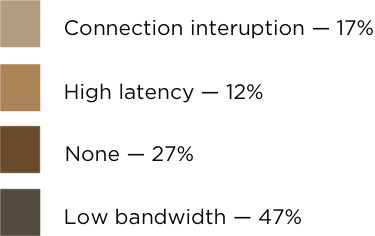 Connection interuption — 17%
High latency — 12%
None — 27%
Low bandwidth — 47%